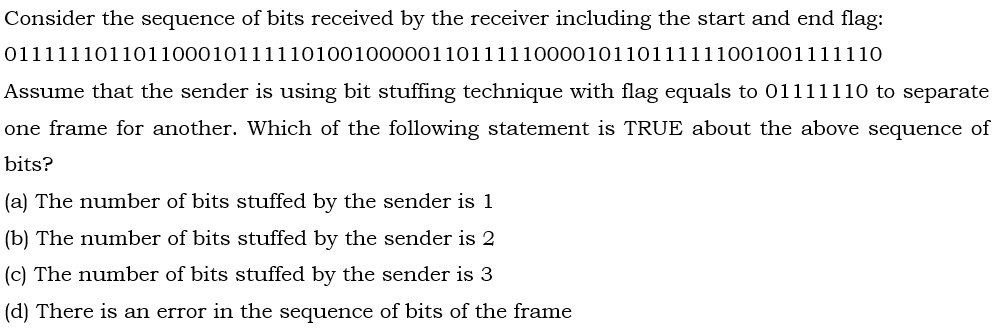 Consider the sequence of bits received by the receiver including the start and end flag:
01111110110110001011111010010000011011111000010110111111001001111110
Assume that the sender is using bit stuffing technique with flag equals to 01111110 to separate
one frame for another. Which of the following statement is TRUE about the above sequence of
bits?
(a) The number of bits stuffed by the sender is 1
(b) The number of bits stuffed by the sender is 2
(c) The number of bits stuffed by the sender is 3
(d) There is an error in the sequence of bits of the frame